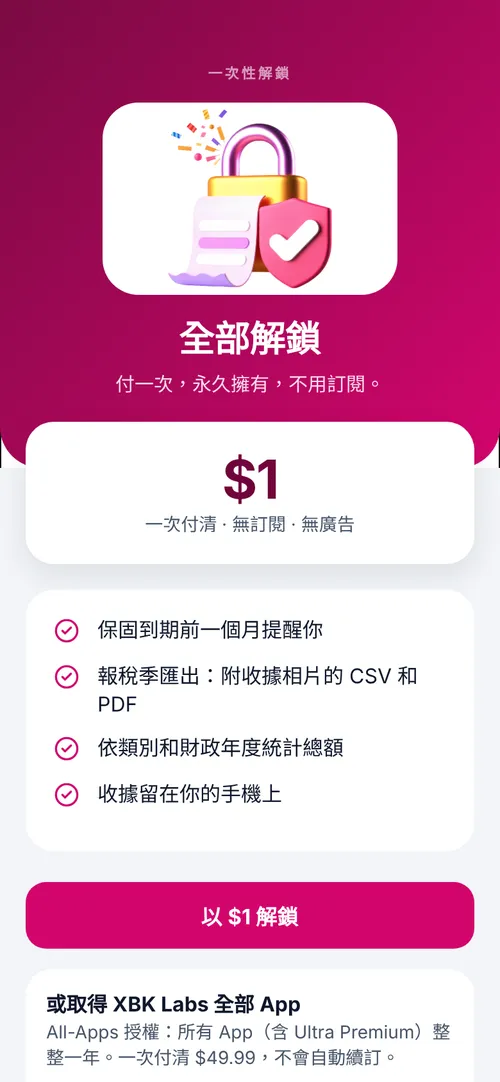 一次性解鎖
全部解鎖
付一次，永久擁有，不用訂閱。
$1
一次付清 · 無訂閱 · 無廣告
保固到期前一個月提醒你
報稅季匯出：附收據相片的 CSV 和
PDF
依類別和財政年度統計總額
收據留在你的手機上
以 $1 解鎖
或取得 XBK Labs 全部 App
All-Apps 授權：所有 App（含 Ultra Premium）整
整一年。一次付清 $49.99，不會自動續訂。